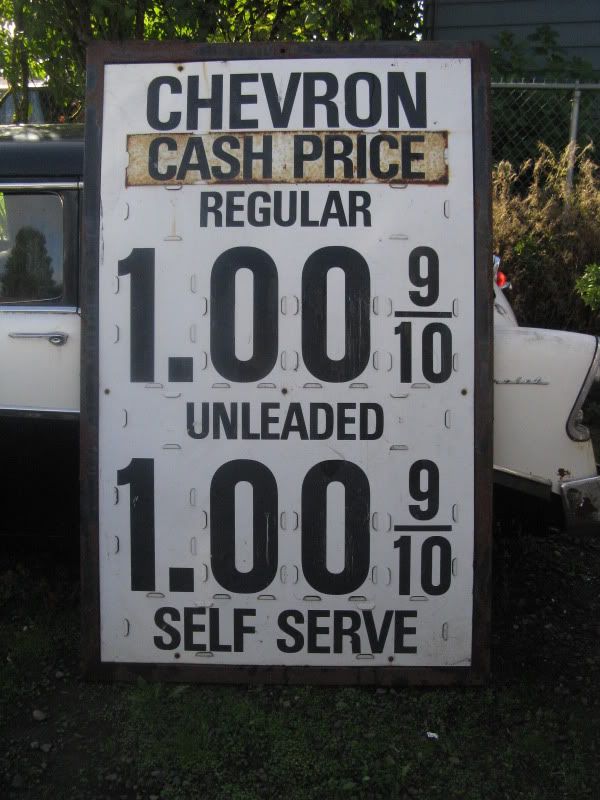 CHEVRON
CASH PRICE
REGULAR
1.00 9/10
UNLEADED
1.00 9/10
SELF SERVE